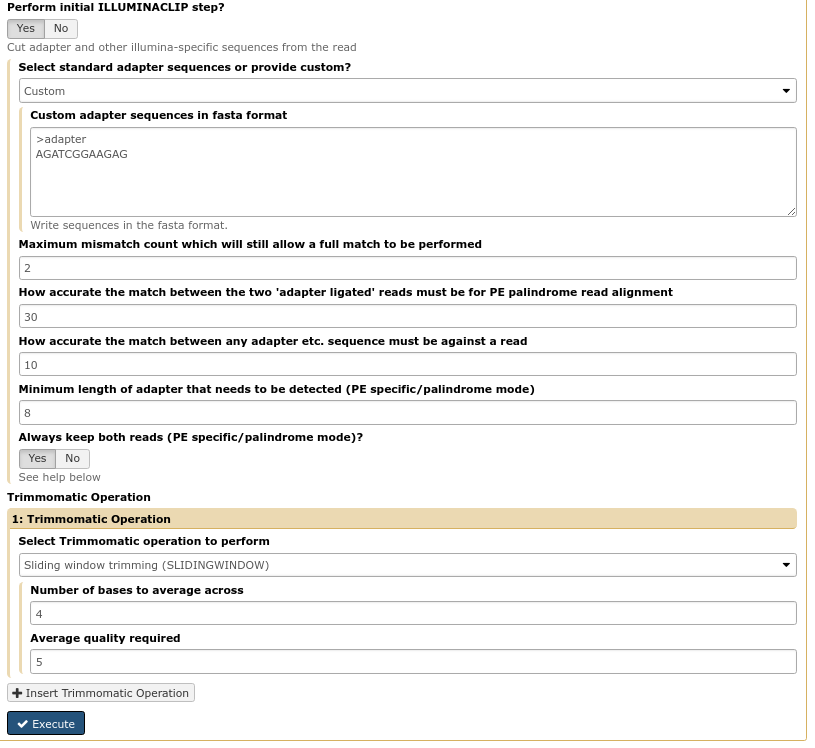 Perform initial ILLUMINACLIP step?
Yes No
Cut adapter and other illumina-specific sequences from the read
Select standard adapter sequences or provide custom?
Custom
Custom adapter sequences in fasta format
>adapter
AGATCGGAAGAG
Write sequences in the fasta format.
Maximum mismatch count which will still allow a full match to be performed
2
How accurate the match between the two 'adapter ligated' reads must be for PE palindrome read alignment
30
How accurate the match between any adapter etc. sequence must be against a read
10
Minimum length of adapter that needs to be detected (PE specific/palindrome mode)
8
Always keep both reads (PE specific/palindrome mode)?
Yes No
See help below
Trimmomatic Operation
1: Trimmomatic Operation
Select Trimmomatic operation to perform
Sliding window trimming (SLIDINGWINDOW)
Number of bases to average across
4
Average quality required
5
Insert Trimmomatic Operation
Execute